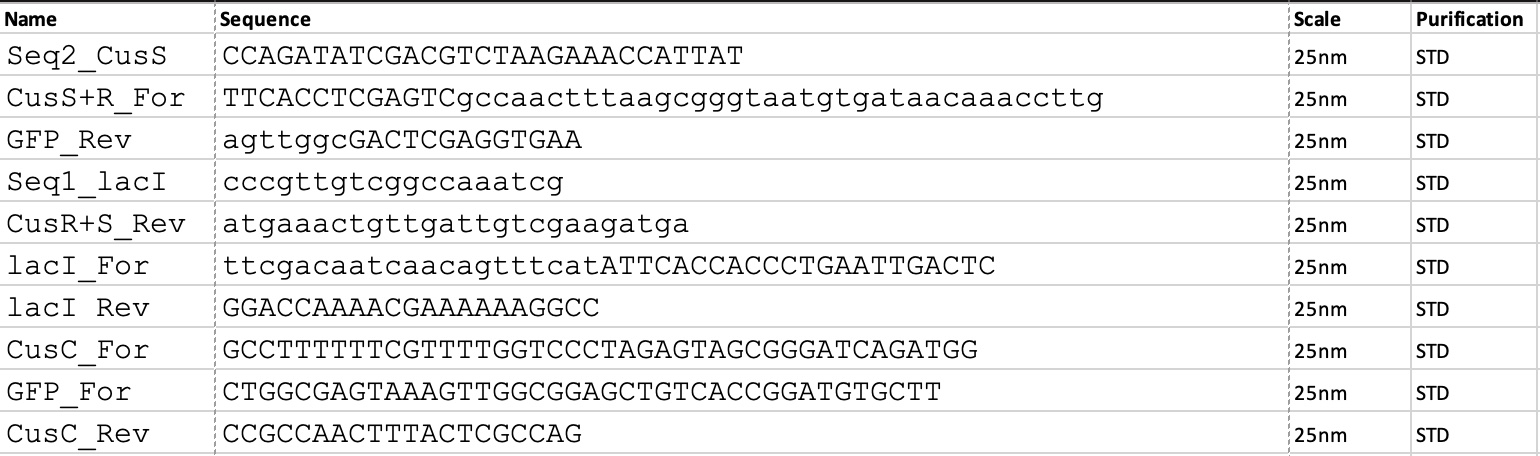 Name Sequence Scale Purification
Seq2_CusS CCAGATATCGACGTCTAAGAAACCATTAT 25nm STD
CusS+R_For TTCACCTCGAGTCgccaactttaagcgggtaatgtgataacaaaccttg 25nm STD
GFP_Rev agttggcGACTCGAGGTGAA 25nm STD
Seq1_lacI cccgttgtcggccaaatcg 25nm STD
CusR+S_Rev atgaaactgttgattgtcgaagatga 25nm STD
lacI_For ttcgacaatcaacagtttcatATTCACCACCCTGAATTGACTC 25nm STD
lacI Rev GGACCAAAACGAAAAAAGGCC 25nm STD
CusC_For GCCTTTTTTCGTTTTGGTCCCTAGAGTAGCGGGATCAGATGG 25nm STD
GFP_For CTGGCGAGTAAAGTTGGCGGAGCTGTCACCGGATGTGCTT 25nm STD
CusC_Rev CCGCCAACTTTACTCGCCAG 25nm STD